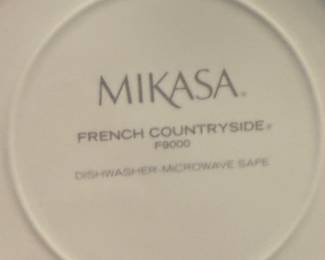 MIKASA®
FRENCH COUNTRYSIDE®
F9000
DISHWASHER-MICROWAVE SAFE